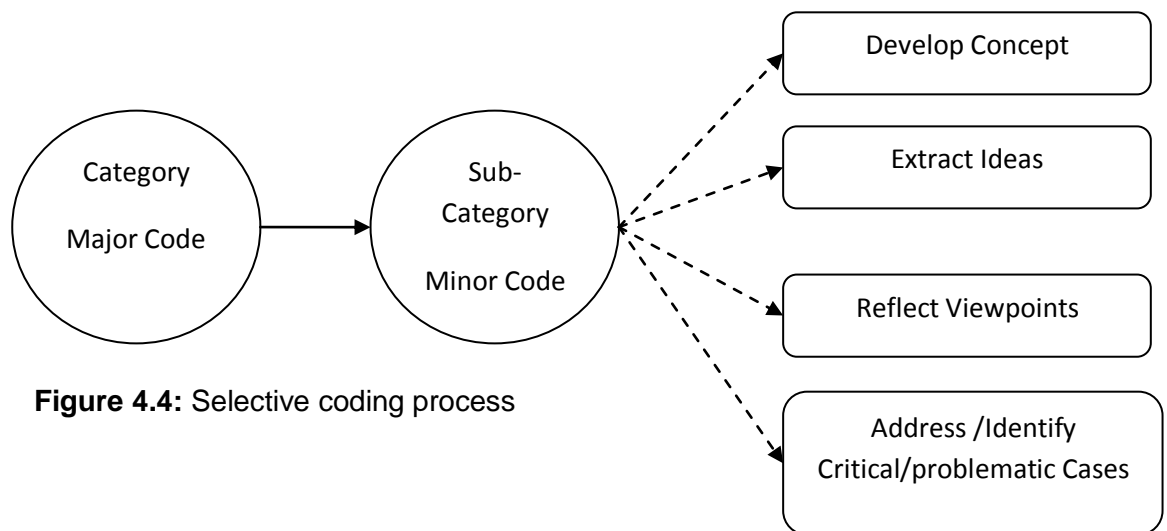 Category
Major Code
Sub-
Category
Minor Code
Develop Concept
Extract Ideas
Reflect Viewpoints
Address /Identify
Critical/problematic Cases
Figure 4.4: Selective coding process